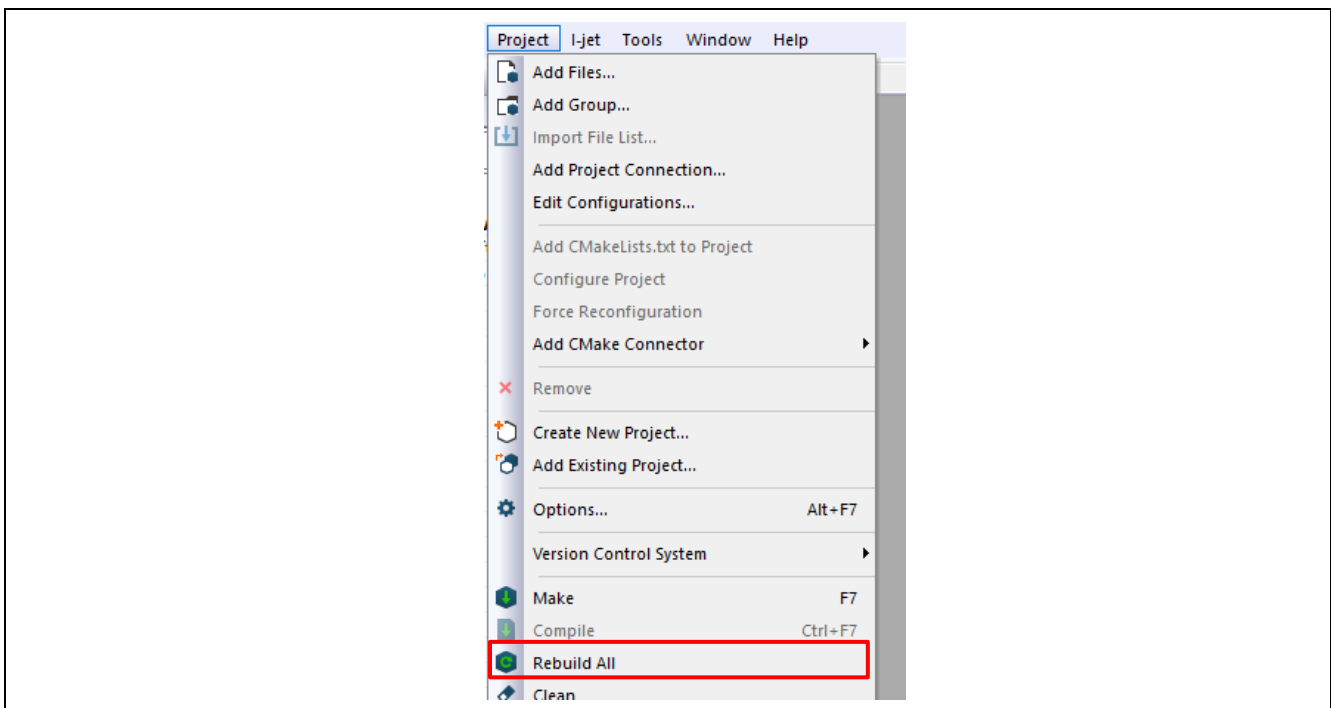 Project I-jet Tools Window Help
Add Files...
Add Group...
Import File List...
Add Project Connection...
Edit Configurations...
Add CMakeLists.txt to Project
Configure Project
Force Reconfiguration
Add CMake Connector
Remove
Create New Project...
Add Existing Project...
Options... Alt+F7
Version Control System
Make F7
Compile Ctrl+F7
Rebuild All
Clean